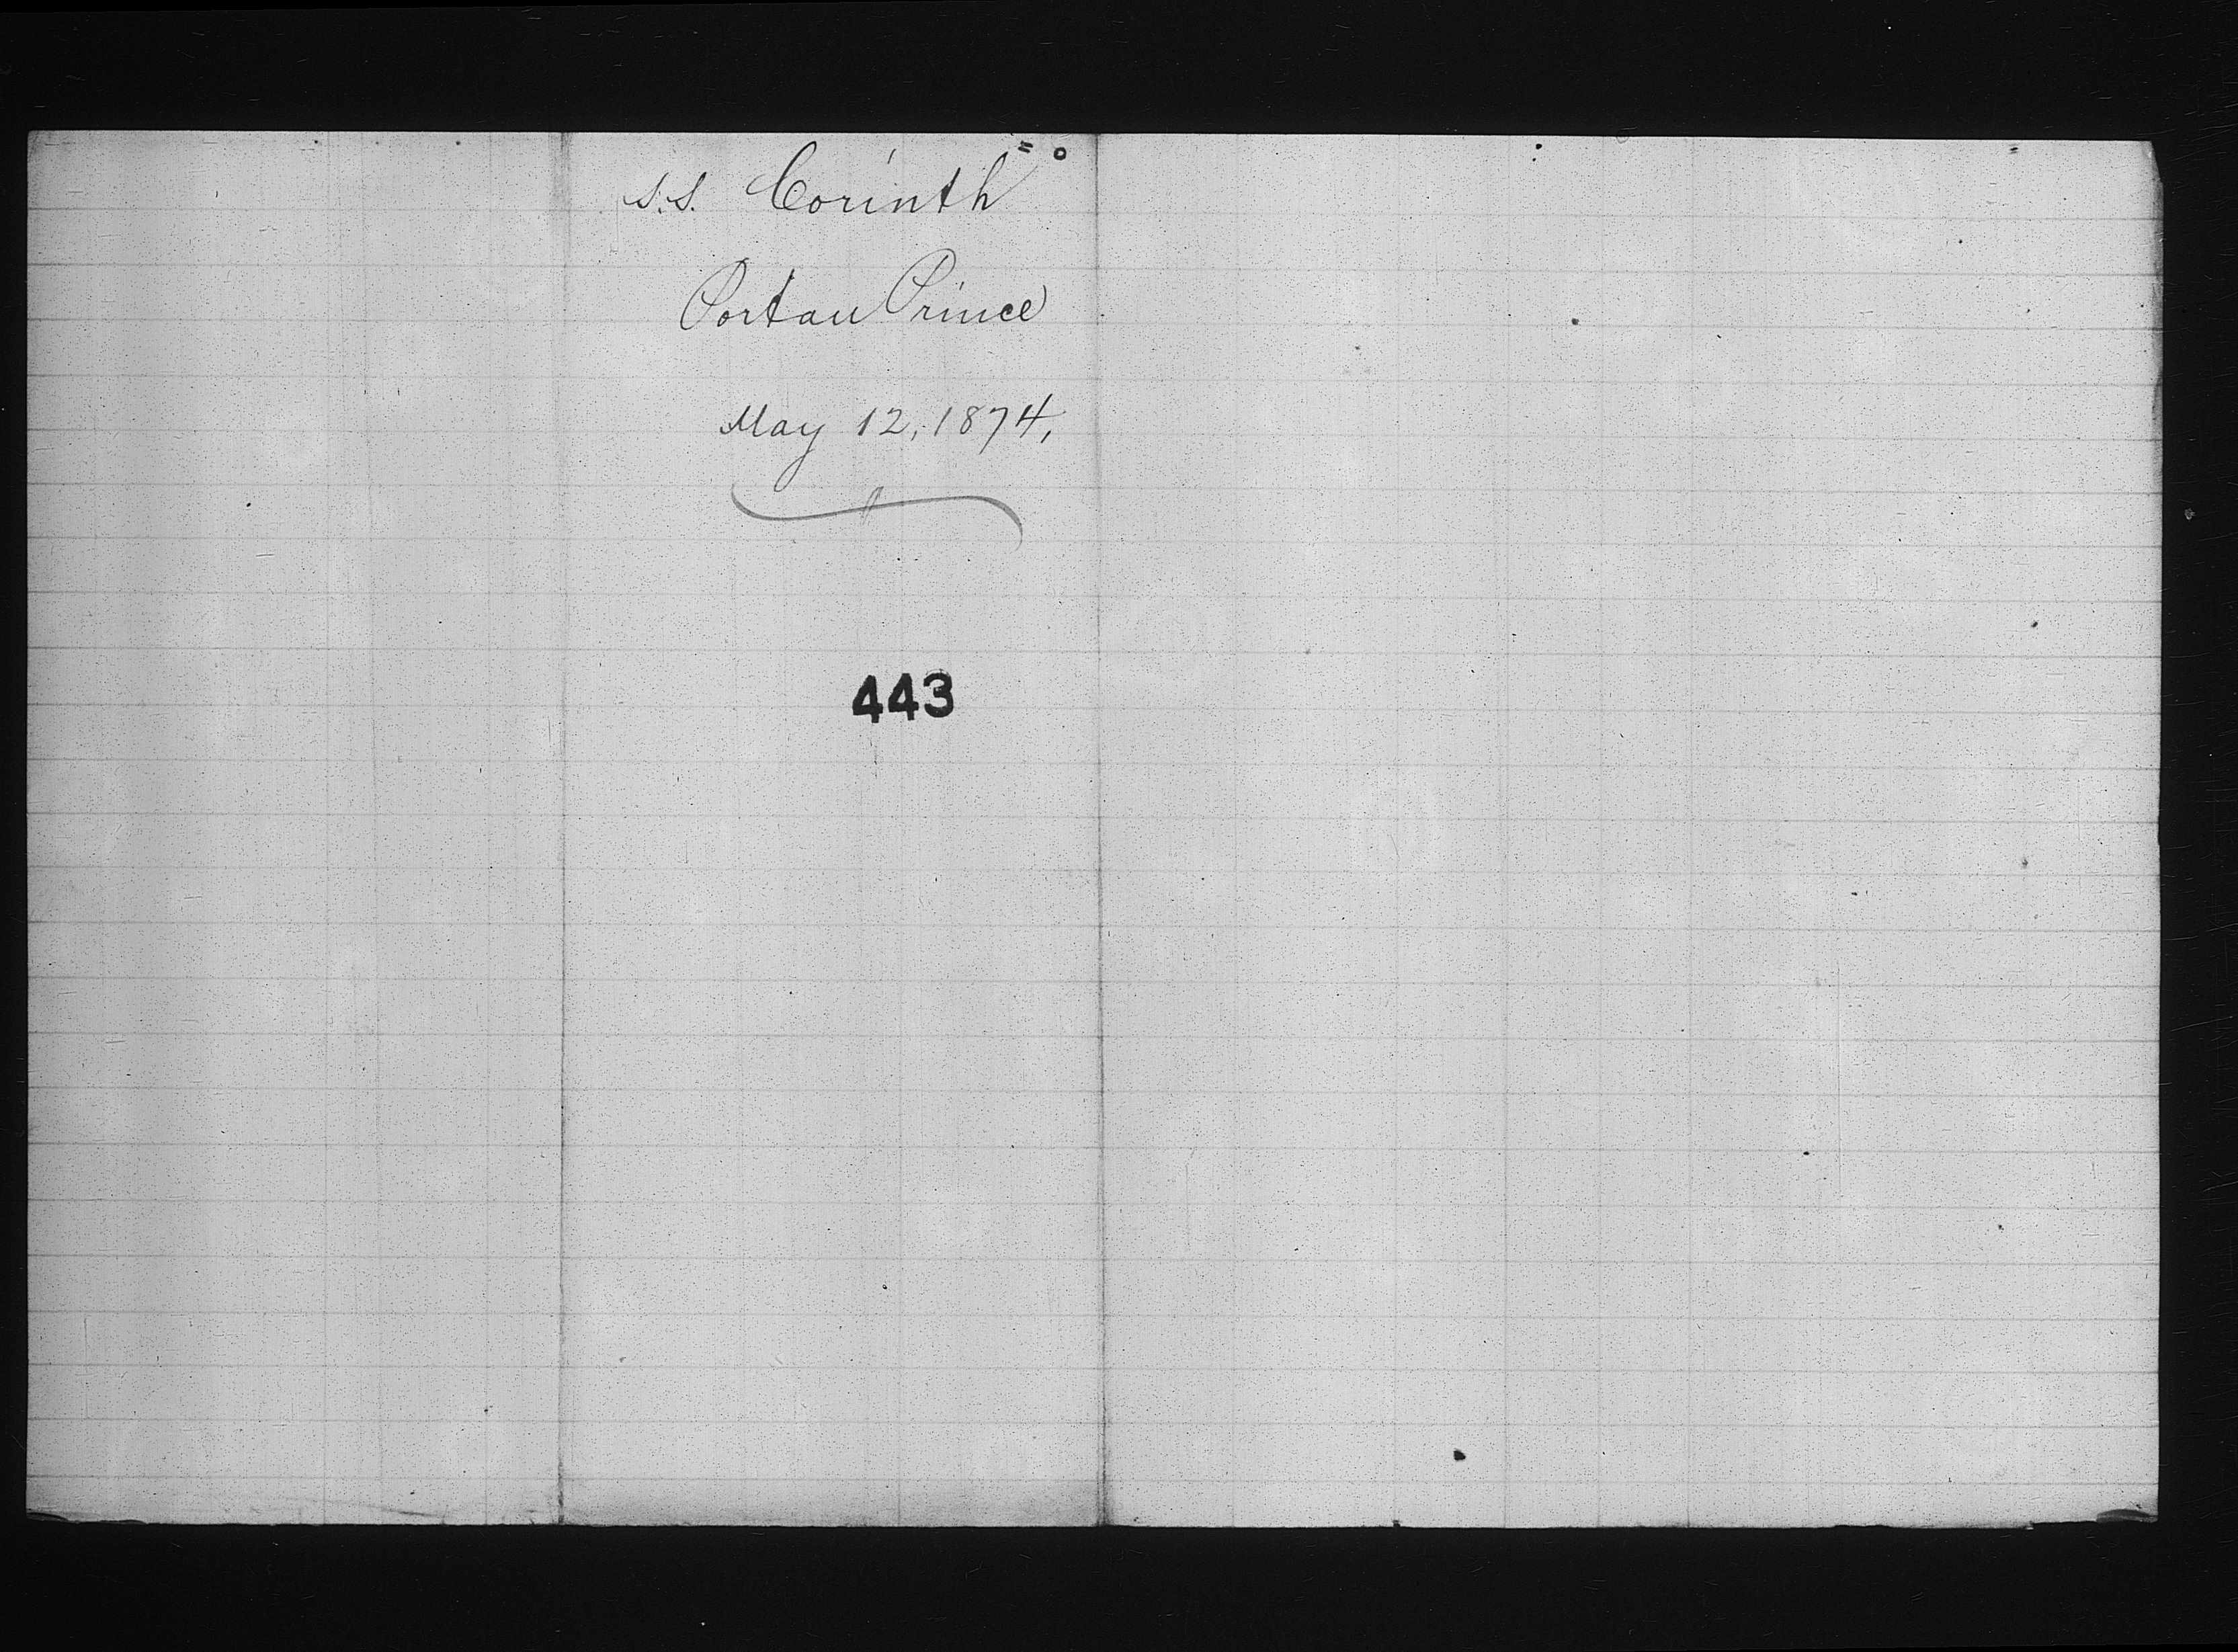 S.S. Corinth
Port au Prince
May 12, 1874,
443